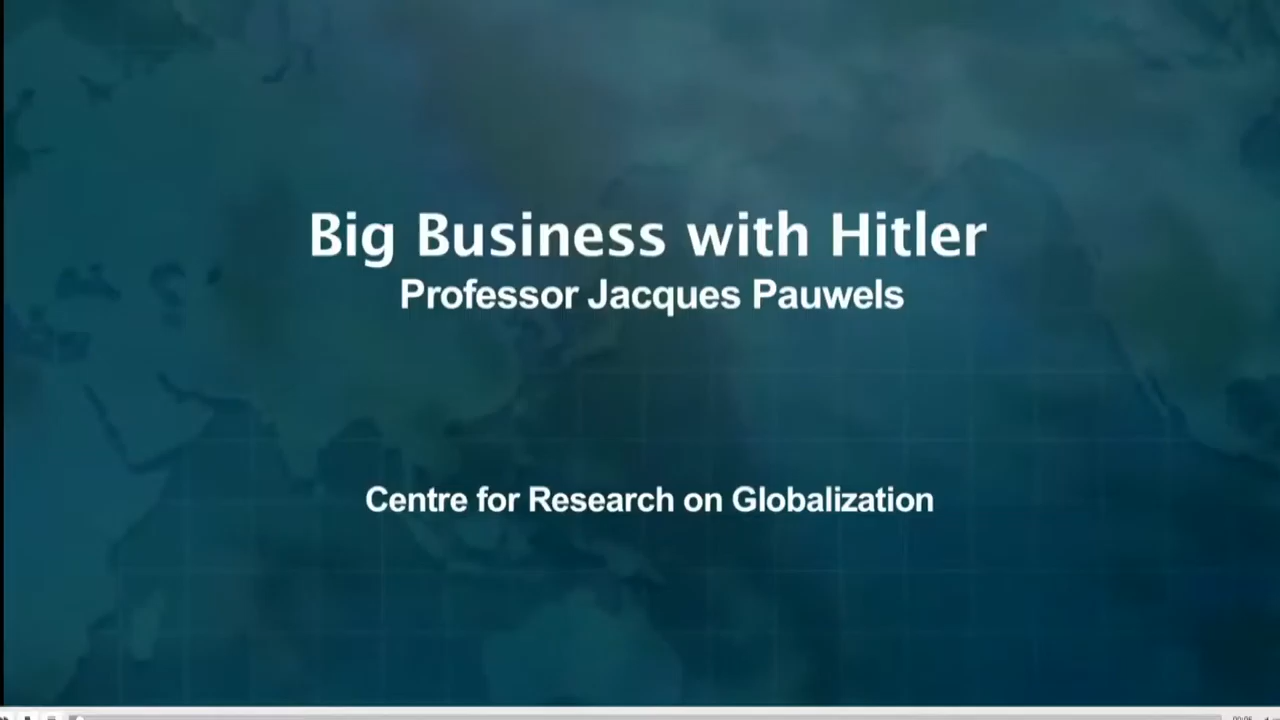 Big Business with Hitler
Professor Jacques Pauwels
Centre for Research on Globalization